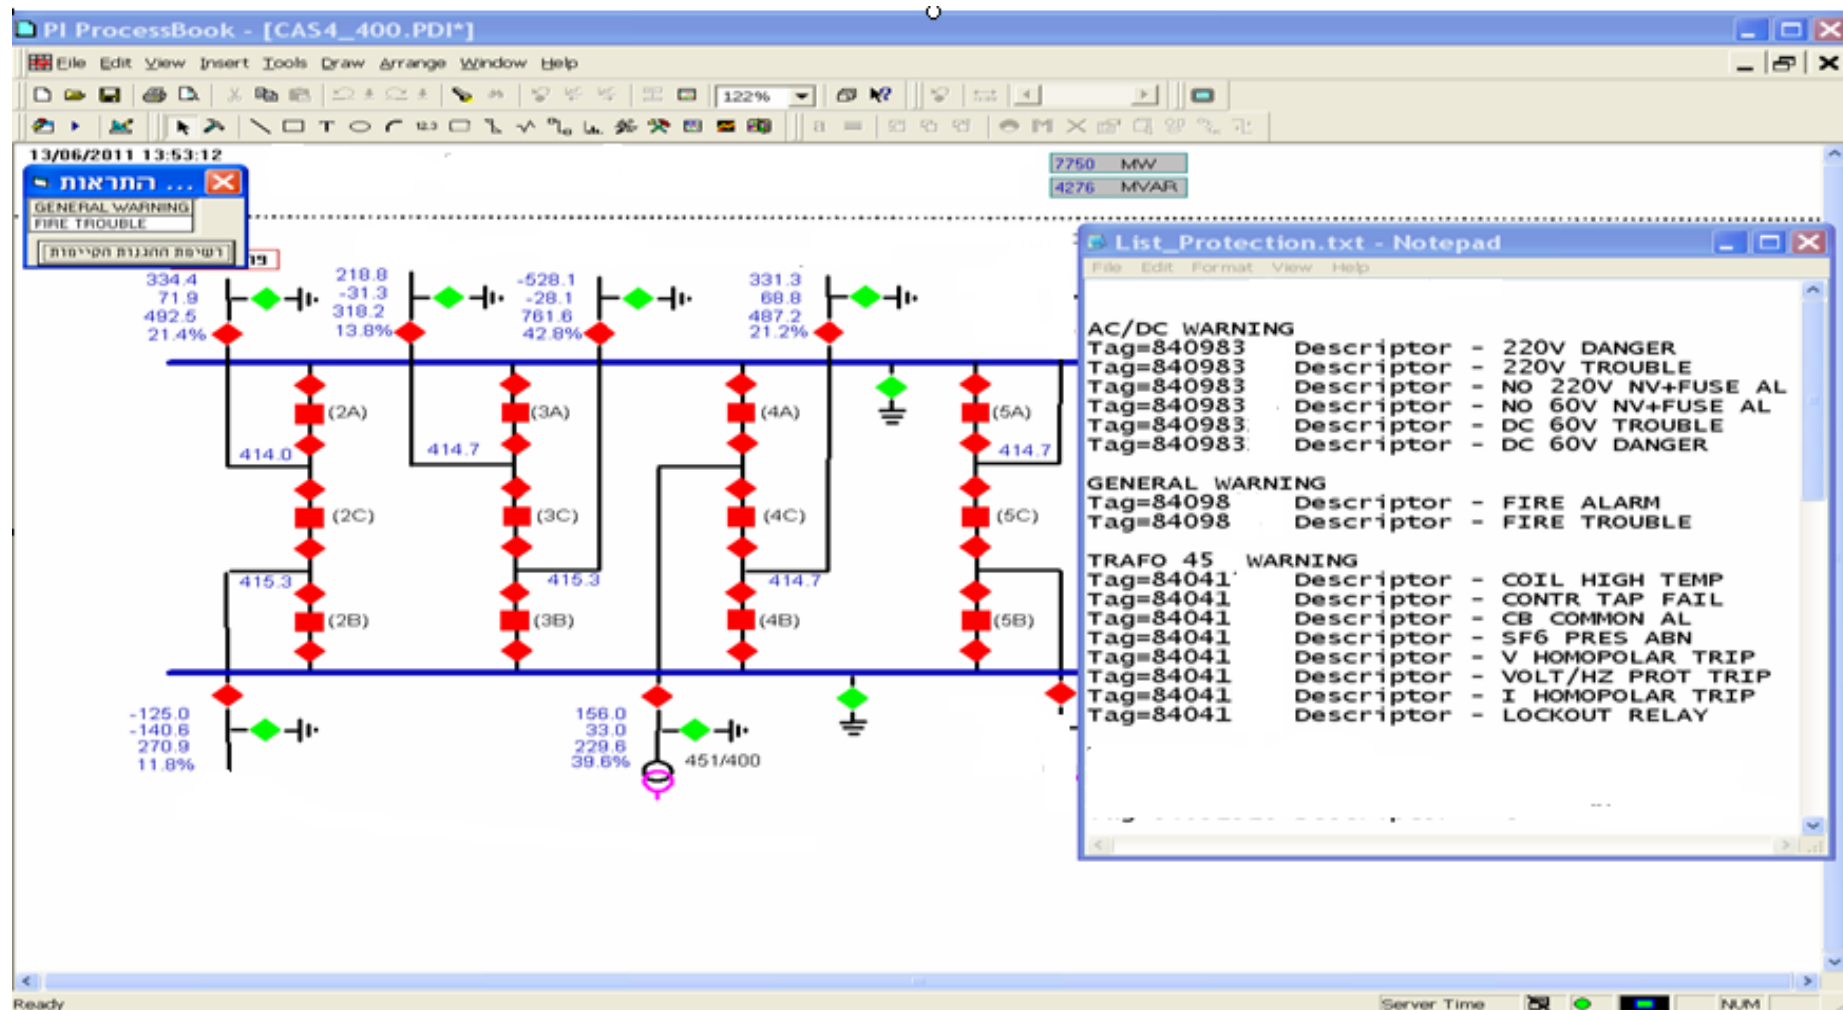 PI ProcessBook - [CAS4_400.PDI*]
File Edit View Insert Tools Draw Arrange Window Help
122%
13/06/2011 13:53:12
7750 MW
4276 MVAR
התראות ...
GENERAL WARNING
FIRE TROUBLE
רשימת ההגנות הקיימות
334.4
71.9
492.5
21.4%
218.8
-31.3
318.2
13.8%
-528.1
-28.1
761.6
42.8%
331.3
68.8
487.2
21.2%
(2A)
(3A)
(4A)
(5A)
414.0
414.7
414.7
(2C)
(3C)
(4C)
(5C)
415.3
415.3
414.7
(2B)
(3B)
(4B)
(5B)
-125.0
-140.6
270.9
11.8%
156.0
33.0
229.6
39.6%
451/400
List_Protection.txt - Notepad
File Edit Format View Help
AC/DC WARNING
Tag=840983 Descriptor - 220V DANGER
Tag=840983 Descriptor - 220V TROUBLE
Tag=840983 Descriptor - NO 220V NV+FUSE AL
Tag=840983 Descriptor - NO 60V NV+FUSE AL
Tag=840983 Descriptor - DC 60V TROUBLE
Tag=840983 Descriptor - DC 60V DANGER
GENERAL WARNING
Tag=84098 Descriptor - FIRE ALARM
Tag=84098 Descriptor - FIRE TROUBLE
TRAFO 45 WARNING
Tag=84041 Descriptor - COIL HIGH TEMP
Tag=84041 Descriptor - CONTR TAP FAIL
Tag=84041 Descriptor - CB COMMON AL
Tag=84041 Descriptor - SF6 PRES ABN
Tag=84041 Descriptor - V HOMOPOLAR TRIP
Tag=84041 Descriptor - VOLT/HZ PROT TRIP
Tag=84041 Descriptor - I HOMOPOLAR TRIP
Tag=84041 Descriptor - LOCKOUT RELAY
Ready
Server Time
NUM